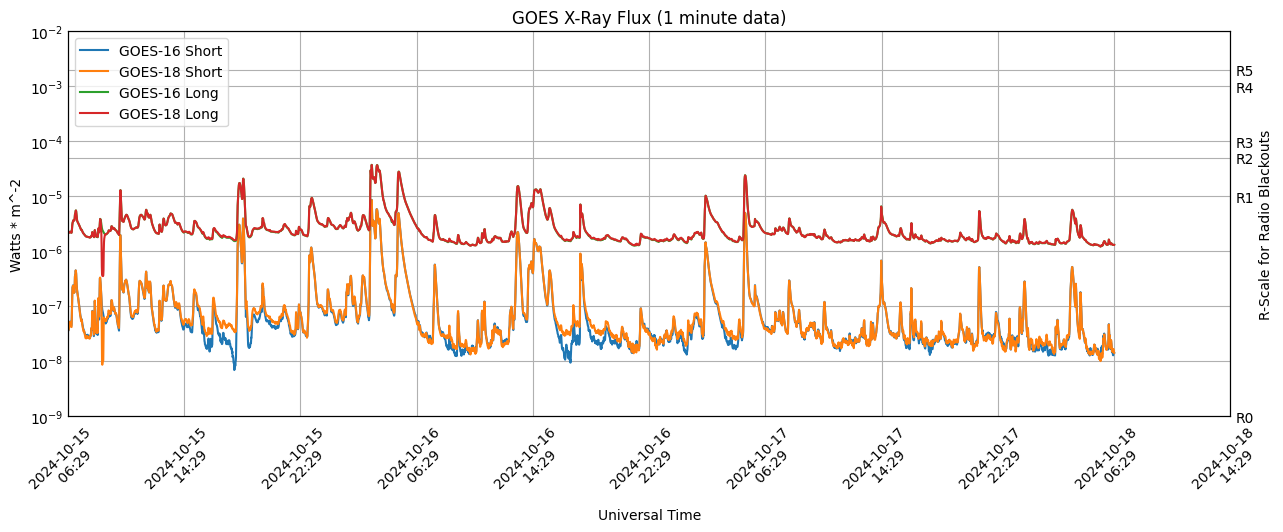 GOES X-Ray Flux (1 minute data)
GOES-16 Short
GOES-18 Short
GOES-16 Long
GOES-18 Long
Watts * m^-2
10⁻²
10⁻³
10⁻⁴
10⁻⁵
10⁻⁶
10⁻⁷
10⁻⁸
10⁻⁹
R5
R4
R3
R2
R1
R0
R-Scale for Radio Blackouts
2024-10-15
06:29
2024-10-15
14:29
2024-10-15
22:29
2024-10-16
06:29
2024-10-16
14:29
2024-10-16
22:29
2024-10-17
06:29
2024-10-17
14:29
2024-10-17
22:29
2024-10-18
06:29
2024-10-18
14:29
Universal Time